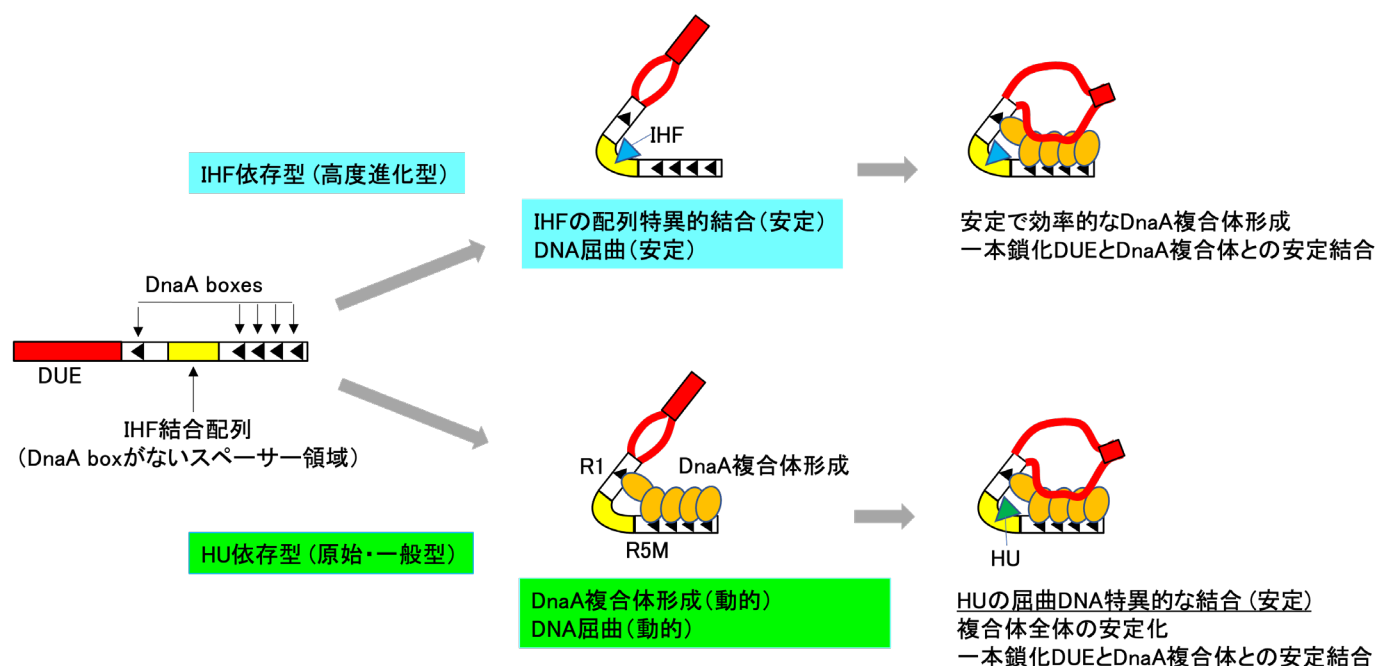 IHF
IHF依存型 (高度進化型)
IHFの配列特異的結合(安定)
DNA屈曲(安定)
安定で効率的なDnaA複合体形成
一本鎖化DUEとDnaA複合体との安定結合
DnaA boxes
DUE
IHF結合配列
(DnaA boxがないスペーサー領域)
R1
DnaA複合体形成
R5M
HU
HU依存型 (原始・一般型)
DnaA複合体形成(動的)
DNA屈曲(動的)
HUの屈曲DNA特異的な結合 (安定)
複合体全体の安定化
一本鎖化DUEとDnaA複合体との安定結合